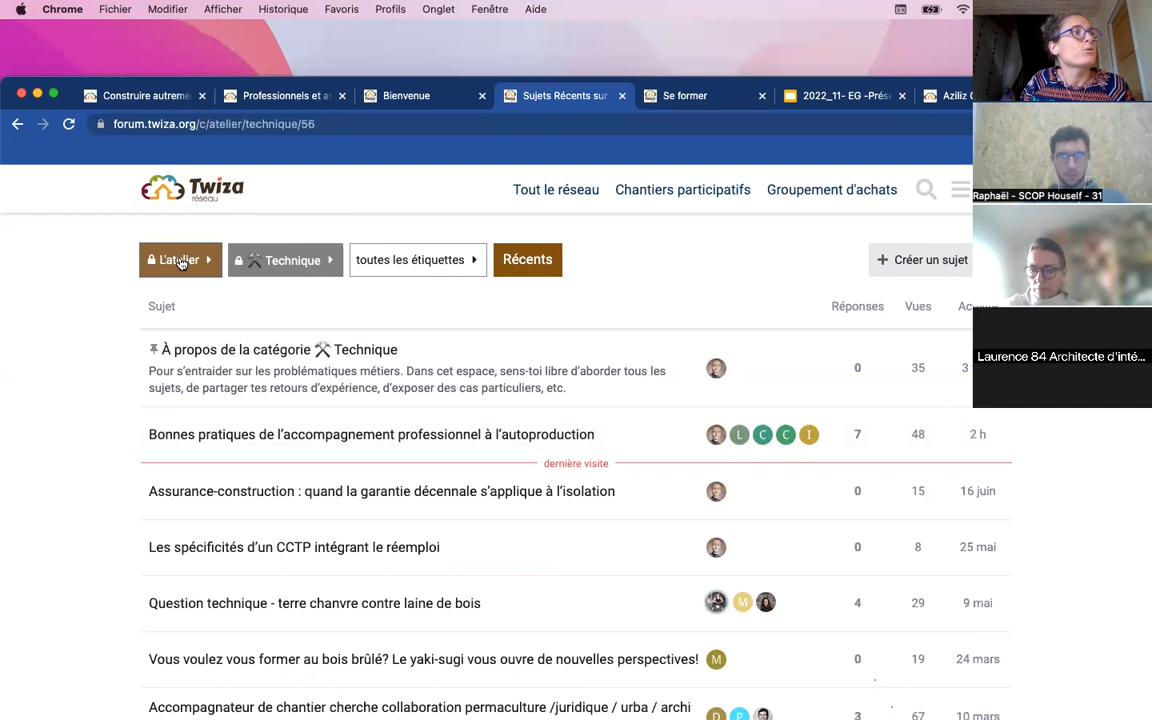 Chrome Fichier Modifier Afficher Historique Favoris Profils Onglet Fenêtre Aide
Construire autreme
Professionnels et a
Bienvenue
Sujets Récents sur
Se former
2022_11- EG -Prés
Aziliz
forum.twiza.org/c/atelier/technique/56
Twiza
réseau
Tout le réseau
Chantiers participatifs
Groupement d'achats
L'atelier
Technique
toutes les étiquettes
Récents
+ Créer un sujet
Sujet
Réponses
Vues
À propos de la catégorie Technique
Pour s'entraider sur les problématiques métiers. Dans cet espace, sens-toi libre d'aborder tous les
sujets, de partager tes retours d'expérience, d'exposer des cas particuliers, etc.
0 35 3
Bonnes pratiques de l'accompagnement professionnel à l'autoproduction
L C C I
7 48 2 h
dernière visite
Assurance-construction : quand la garantie décennale s'applique à l'isolation
0 15 16 juin
Les spécificités d'un CCTP intégrant le réemploi
0 8 25 mai
Question technique - terre chanvre contre laine de bois
M
4 29 9 mai
Vous voulez vous former au bois brûlé? Le yaki-sugi vous ouvre de nouvelles perspectives!
M
0 19 24 mars
Accompagnateur de chantier cherche collaboration permaculture /juridique / urba / archi
D P
3 67 10 mars
Raphaël - SCOP Houself - 31
Laurence 84 Architecte d'inté...